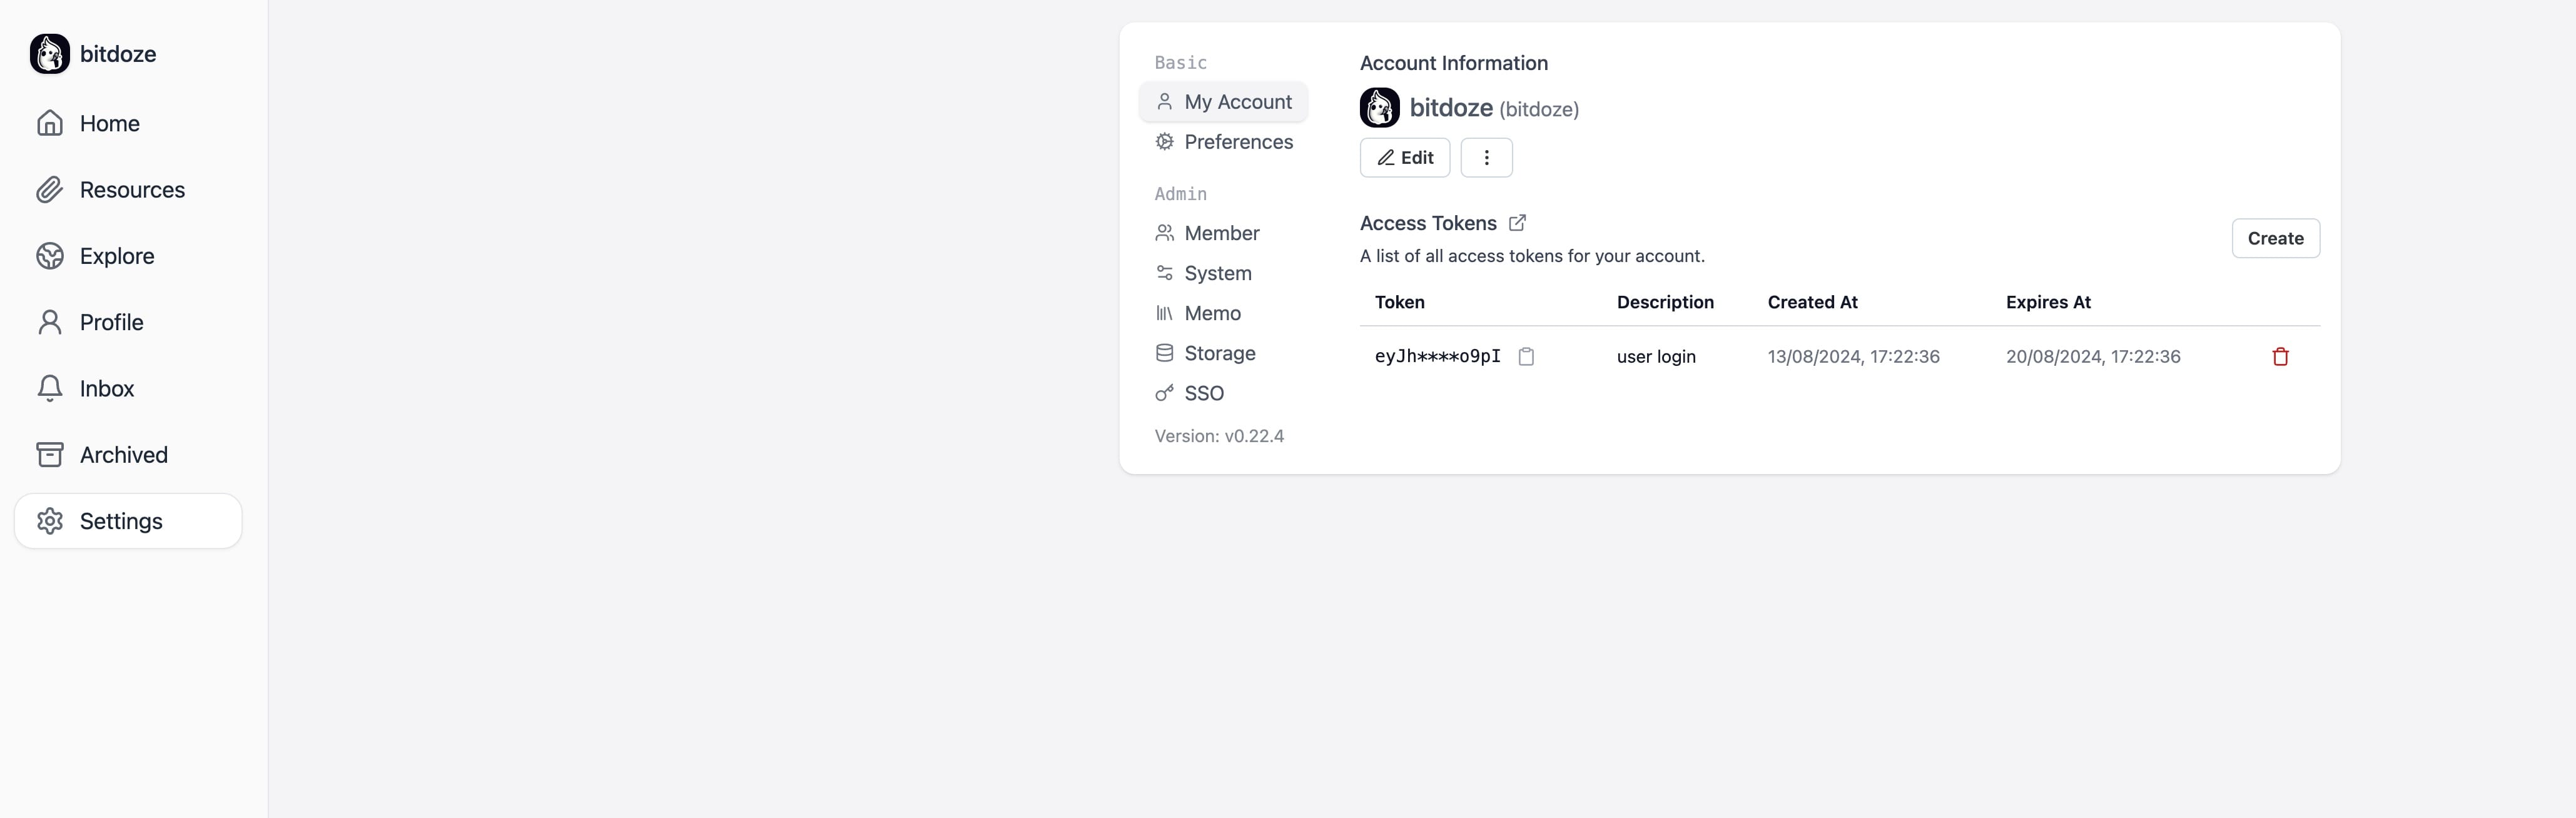 bitdoze
Home
Resources
Explore
Profile
Inbox
Archived
Settings
Basic
My Account
Preferences
Admin
Member
System
Memo
Storage
SSO
Version: v0.22.4
Account Information
bitdoze (bitdoze)
Edit
Access Tokens
A list of all access tokens for your account.
Create
Token Description Created At Expires At
eyJh****o9pI user login 13/08/2024, 17:22:36 20/08/2024, 17:22:36